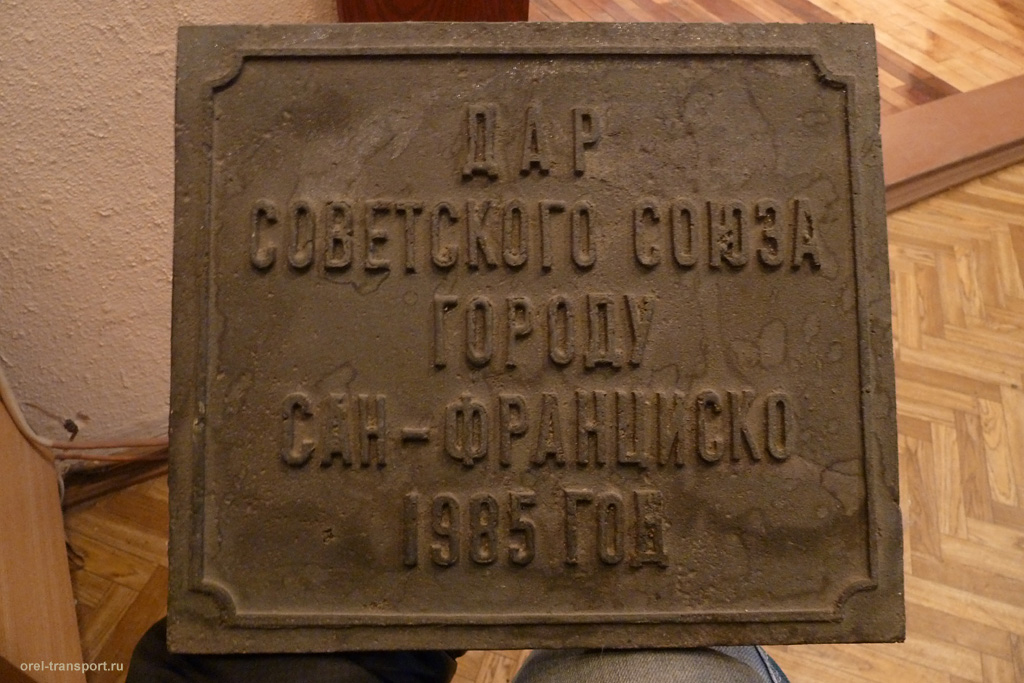 ДАР
СОВЕТСКОГО СОЮЗА
ГОРОДУ
САН-ФРАНЦИСКО
1985 ГОД
orel-transport.ru